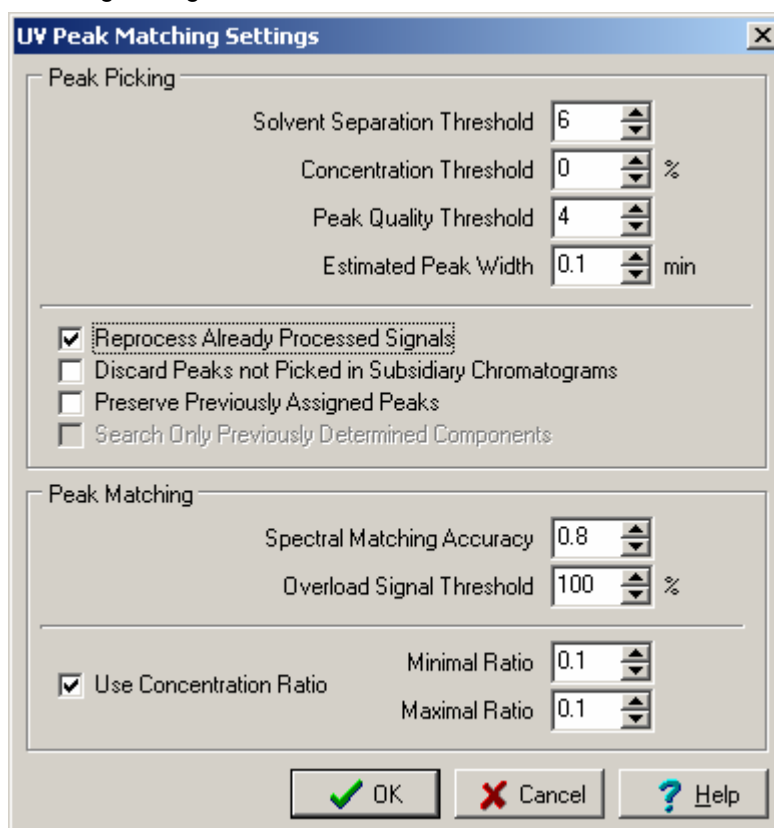 UV Peak Matching Settings
Peak Picking
Solvent Separation Threshold 6
Concentration Threshold 0 %
Peak Quality Threshold 4
Estimated Peak Width 0.1 min
Reprocess Already Processed Signals
Discard Peaks not Picked in Subsidiary Chromatograms
Preserve Previously Assigned Peaks
Search Only Previously Determined Components
Peak Matching
Spectral Matching Accuracy 0.8
Overload Signal Threshold 100 %
Use Concentration Ratio
Minimal Ratio 0.1
Maximal Ratio 0.1
OK Cancel ? Help